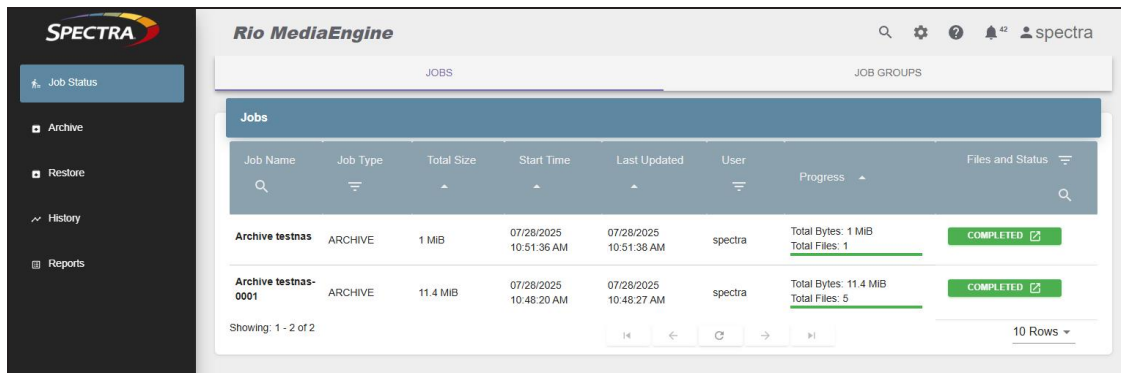 SPECTRA
Rio MediaEngine
42
spectra
Job Status
Archive
Restore
History
Reports
JOBS
JOB GROUPS
Jobs
Job Name
Job Type
Total Size
Start Time
Last Updated
User
Progress
Files and Status
Archive testnas
ARCHIVE
1 MiB
07/28/2025
10:51:36 AM
07/28/2025
10:51:38 AM
spectra
Total Bytes: 1 MiB
Total Files: 1
COMPLETED
Archive testnas-
0001
ARCHIVE
11.4 MiB
07/28/2025
10:48:20 AM
07/28/2025
10:48:27 AM
spectra
Total Bytes: 11.4 MiB
Total Files: 5
COMPLETED
Showing: 1 - 2 of 2
10 Rows